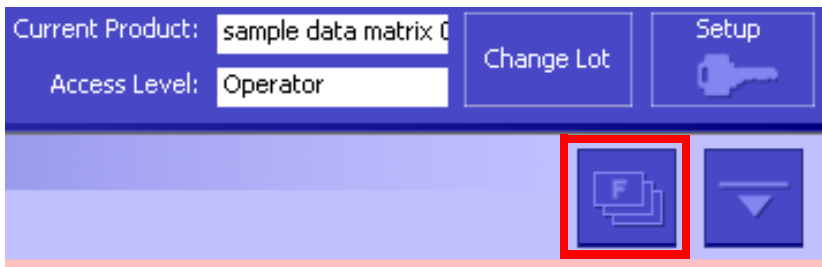 Current Product: sample data matrix
Change Lot
Setup
Access Level: Operator
F